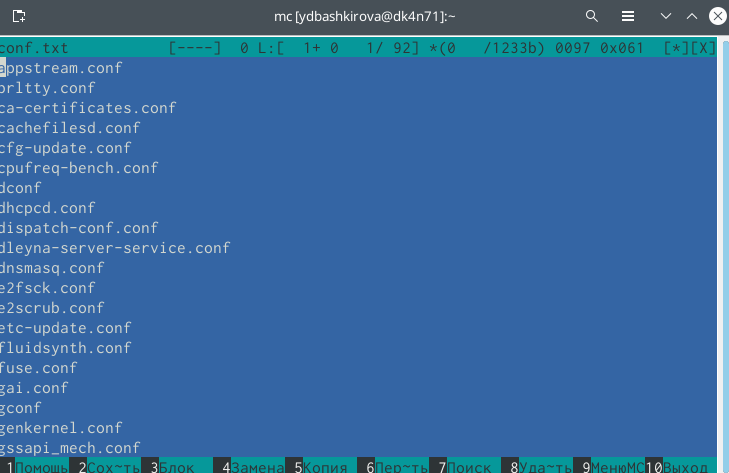 mc [ydbashkirova@dk4n71]:~
conf.txt [----] 0 L:[ 1+ 0 1/ 92] *(0 /1233b) 0097 0x061 [*][X]
appstream.conf
brltty.conf
ca-certificates.conf
cachefilesd.conf
cfg-update.conf
cpufreq-bench.conf
dconf
dhcpcd.conf
dispatch-conf.conf
dleyna-server-service.conf
dnsmasq.conf
e2fsck.conf
e2scrub.conf
etc-update.conf
fluidsynth.conf
fuse.conf
gai.conf
gconf
genkernel.conf
gssapi_mech.conf
1Помощь 2Сох~ть 3Блок 4Замена 5Копия 6Пер~ть 7Поиск 8Уда~ть 9МенюMC 10Выход